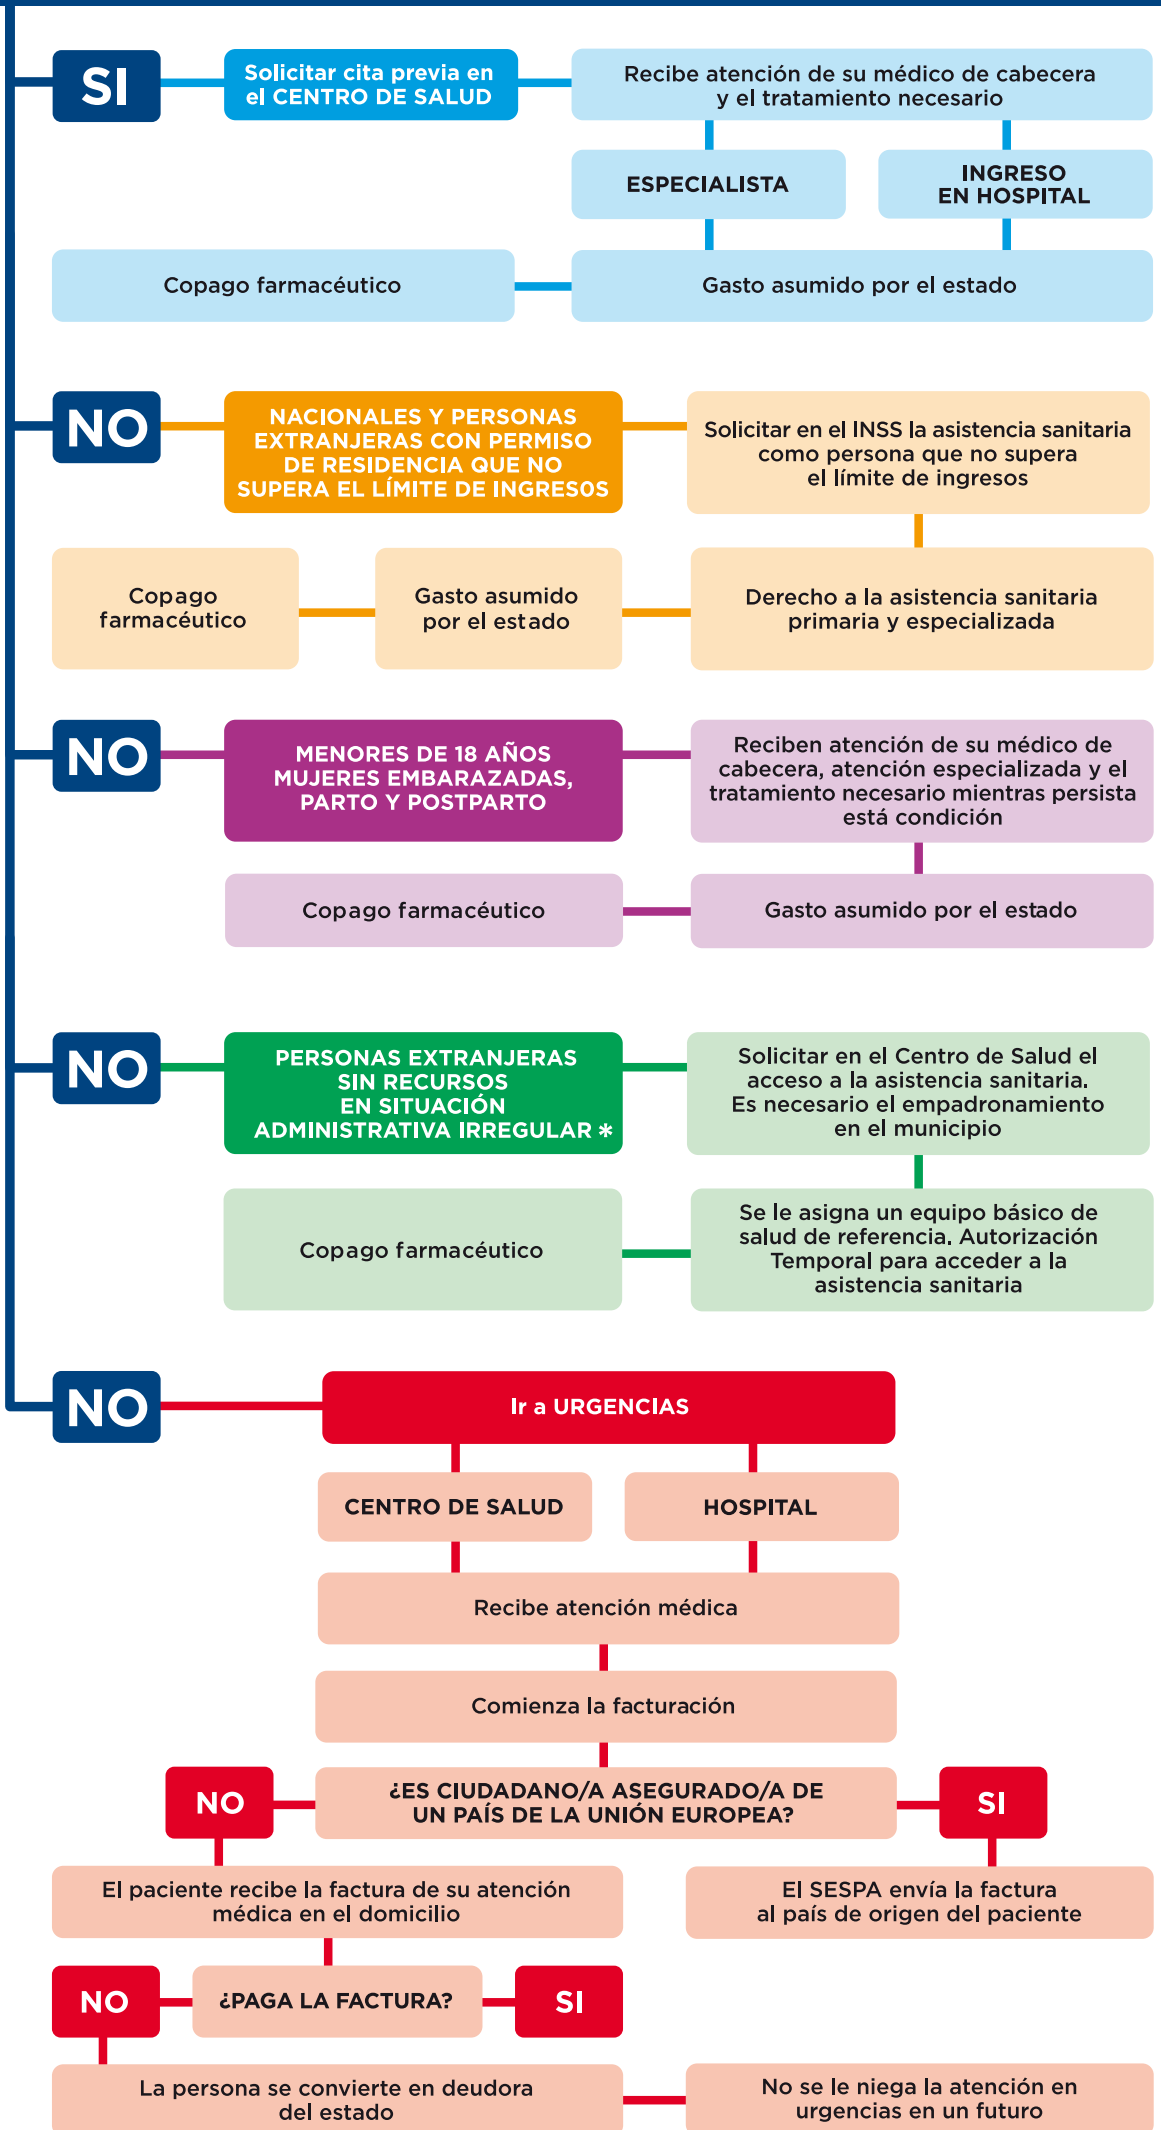 SI
Solicitar cita previa en
el CENTRO DE SALUD
Recibe atención de su médico de cabecera
y el tratamiento necesario
ESPECIALISTA
INGRESO
EN HOSPITAL
Copago farmacéutico
Gasto asumido por el estado
NO
NACIONALES Y PERSONAS
EXTRANJERAS CON PERMISO
DE RESIDENCIA QUE NO
SUPERA EL LÍMITE DE INGRESOS
Solicitar en el INSS la asistencia sanitaria
como persona que no supera
el límite de ingresos
Copago
farmacéutico
Gasto asumido
por el estado
Derecho a la asistencia sanitaria
primaria y especializada
NO
MENORES DE 18 AÑOS
MUJERES EMBARAZADAS,
PARTO Y POSTPARTO
Reciben atención de su médico de
cabecera, atención especializada y el
tratamiento necesario mientras persista
está condición
Copago farmacéutico
Gasto asumido por el estado
NO
PERSONAS EXTRANJERAS
SIN RECURSOS
EN SITUACIÓN
ADMINISTRATIVA IRREGULAR *
Solicitar en el Centro de Salud el
acceso a la asistencia sanitaria.
Es necesario el empadronamiento
en el municipio
Copago farmacéutico
Se le asigna un equipo básico de
salud de referencia. Autorización
Temporal para acceder a la
asistencia sanitaria
NO
Ir a URGENCIAS
CENTRO DE SALUD
HOSPITAL
Recibe atención médica
Comienza la facturación
NO
¿ES CIUDADANO/A ASEGURADO/A DE
UN PAÍS DE LA UNIÓN EUROPEA?
SI
El paciente recibe la factura de su atención
médica en el domicilio
El SESPA envía la factura
al país de origen del paciente
NO
¿PAGA LA FACTURA?
SI
La persona se convierte en deudora
del estado
No se le niega la atención en
urgencias en un futuro